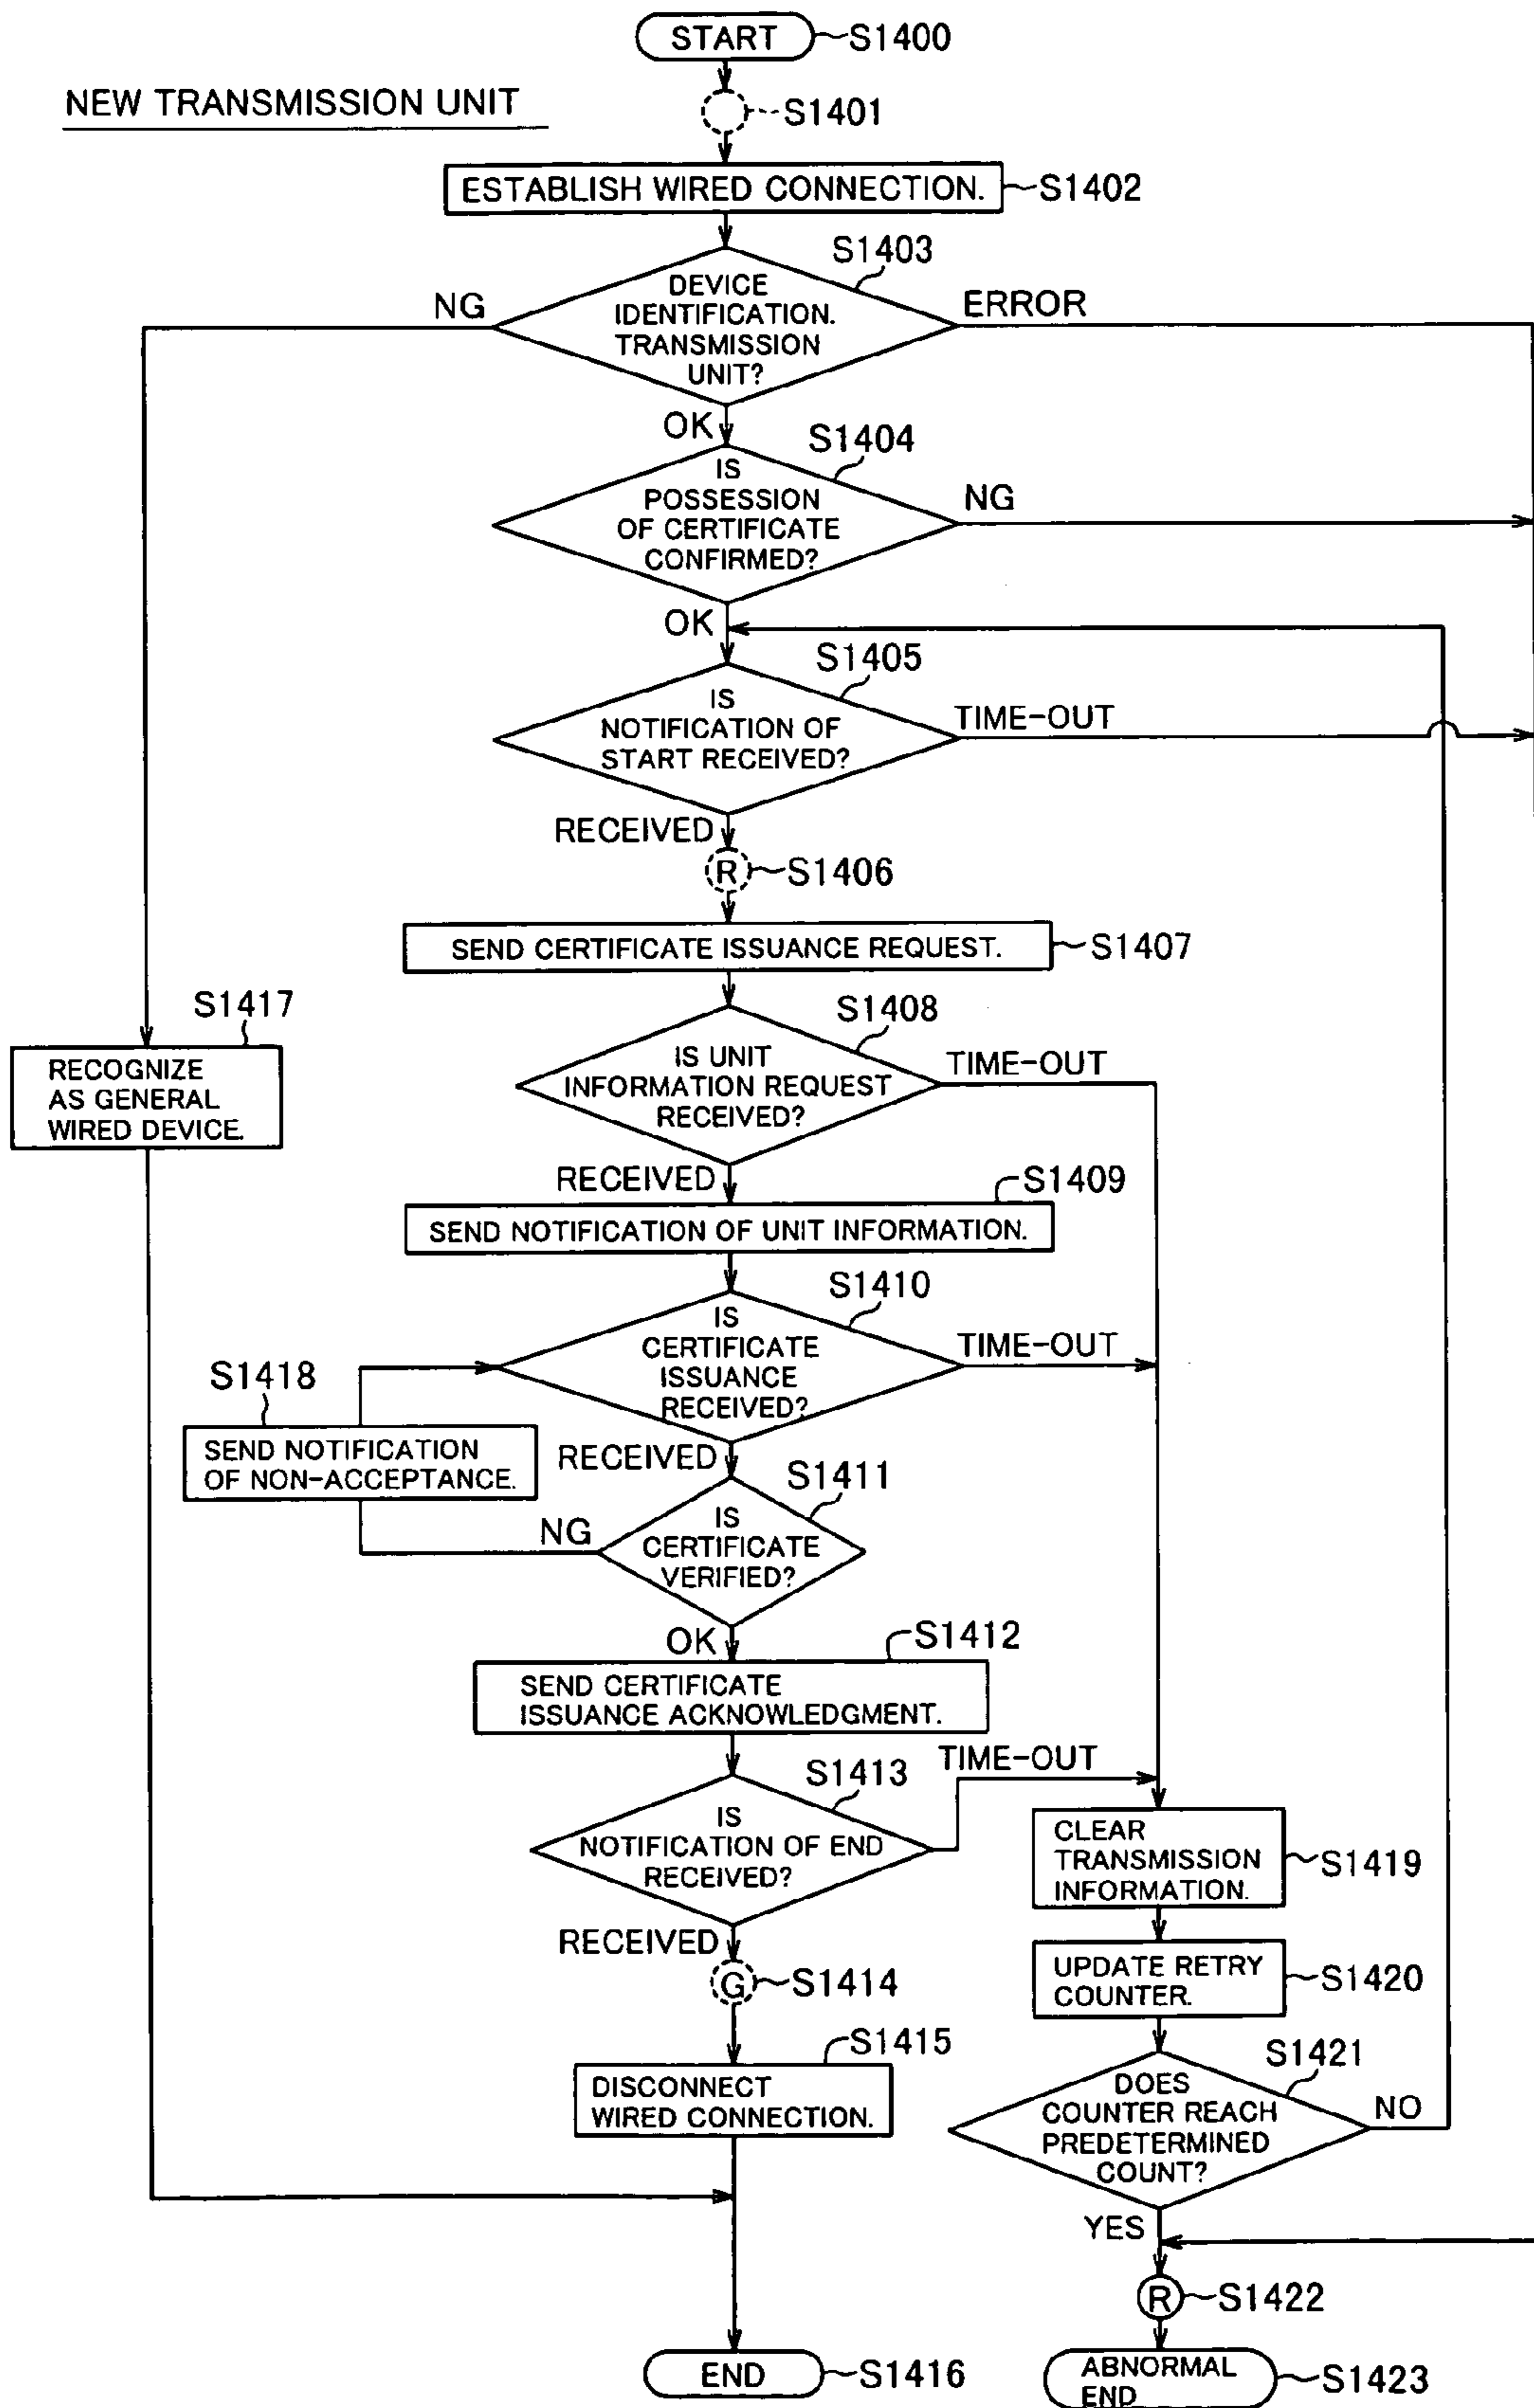 START
S1400
NEW TRANSMISSION UNIT
S1401
ESTABLISH WIRED CONNECTION.
S1402
S1403
NG
DEVICE
IDENTIFICATION.
TRANSMISSION
UNIT?
ERROR
OK
S1404
IS
POSSESSION
OF CERTIFICATE
CONFIRMED?
NG
OK
S1405
IS
NOTIFICATION OF
START RECEIVED?
TIME-OUT
RECEIVED
R
S1406
SEND CERTIFICATE ISSUANCE REQUEST.
S1407
S1417
RECOGNIZE
AS GENERAL
WIRED DEVICE.
S1408
IS UNIT
INFORMATION REQUEST
RECEIVED?
TIME-OUT
RECEIVED
S1409
SEND NOTIFICATION OF UNIT INFORMATION.
S1410
IS
CERTIFICATE
ISSUANCE
RECEIVED?
TIME-OUT
S1418
SEND NOTIFICATION
OF NON-ACCEPTANCE.
RECEIVED
S1411
NG
IS
CERTIFICATE
VERIFIED?
OK
S1412
SEND CERTIFICATE
ISSUANCE ACKNOWLEDGMENT.
S1413
TIME-OUT
IS
NOTIFICATION OF END
RECEIVED?
CLEAR
TRANSMISSION
INFORMATION.
S1419
RECEIVED
G
S1414
UPDATE RETRY
COUNTER.
S1420
S1415
DISCONNECT
WIRED CONNECTION.
S1421
DOES
COUNTER REACH
PREDETERMINED
COUNT?
NO
YES
R
S1422
END
S1416
ABNORMAL
END
S1423